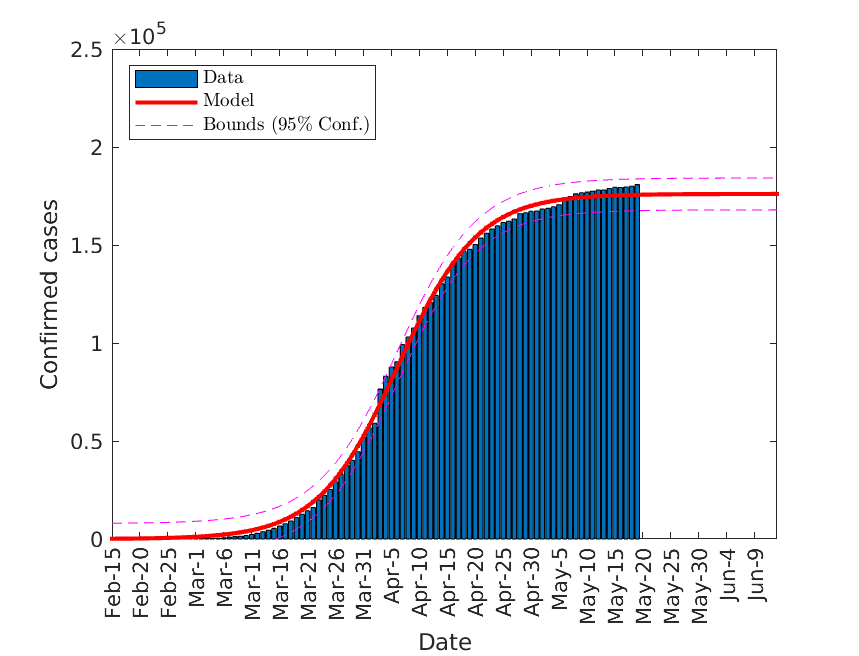 ×10^5
2.5
2
1.5
1
0.5
0
Confirmed cases
Data
Model
Bounds (95% Conf.)
Feb-15
Feb-20
Feb-25
Mar-1
Mar-6
Mar-11
Mar-16
Mar-21
Mar-26
Mar-31
Apr-5
Apr-10
Apr-15
Apr-20
Apr-25
Apr-30
May-5
May-10
May-15
May-20
May-25
May-30
Jun-4
Jun-9
Date